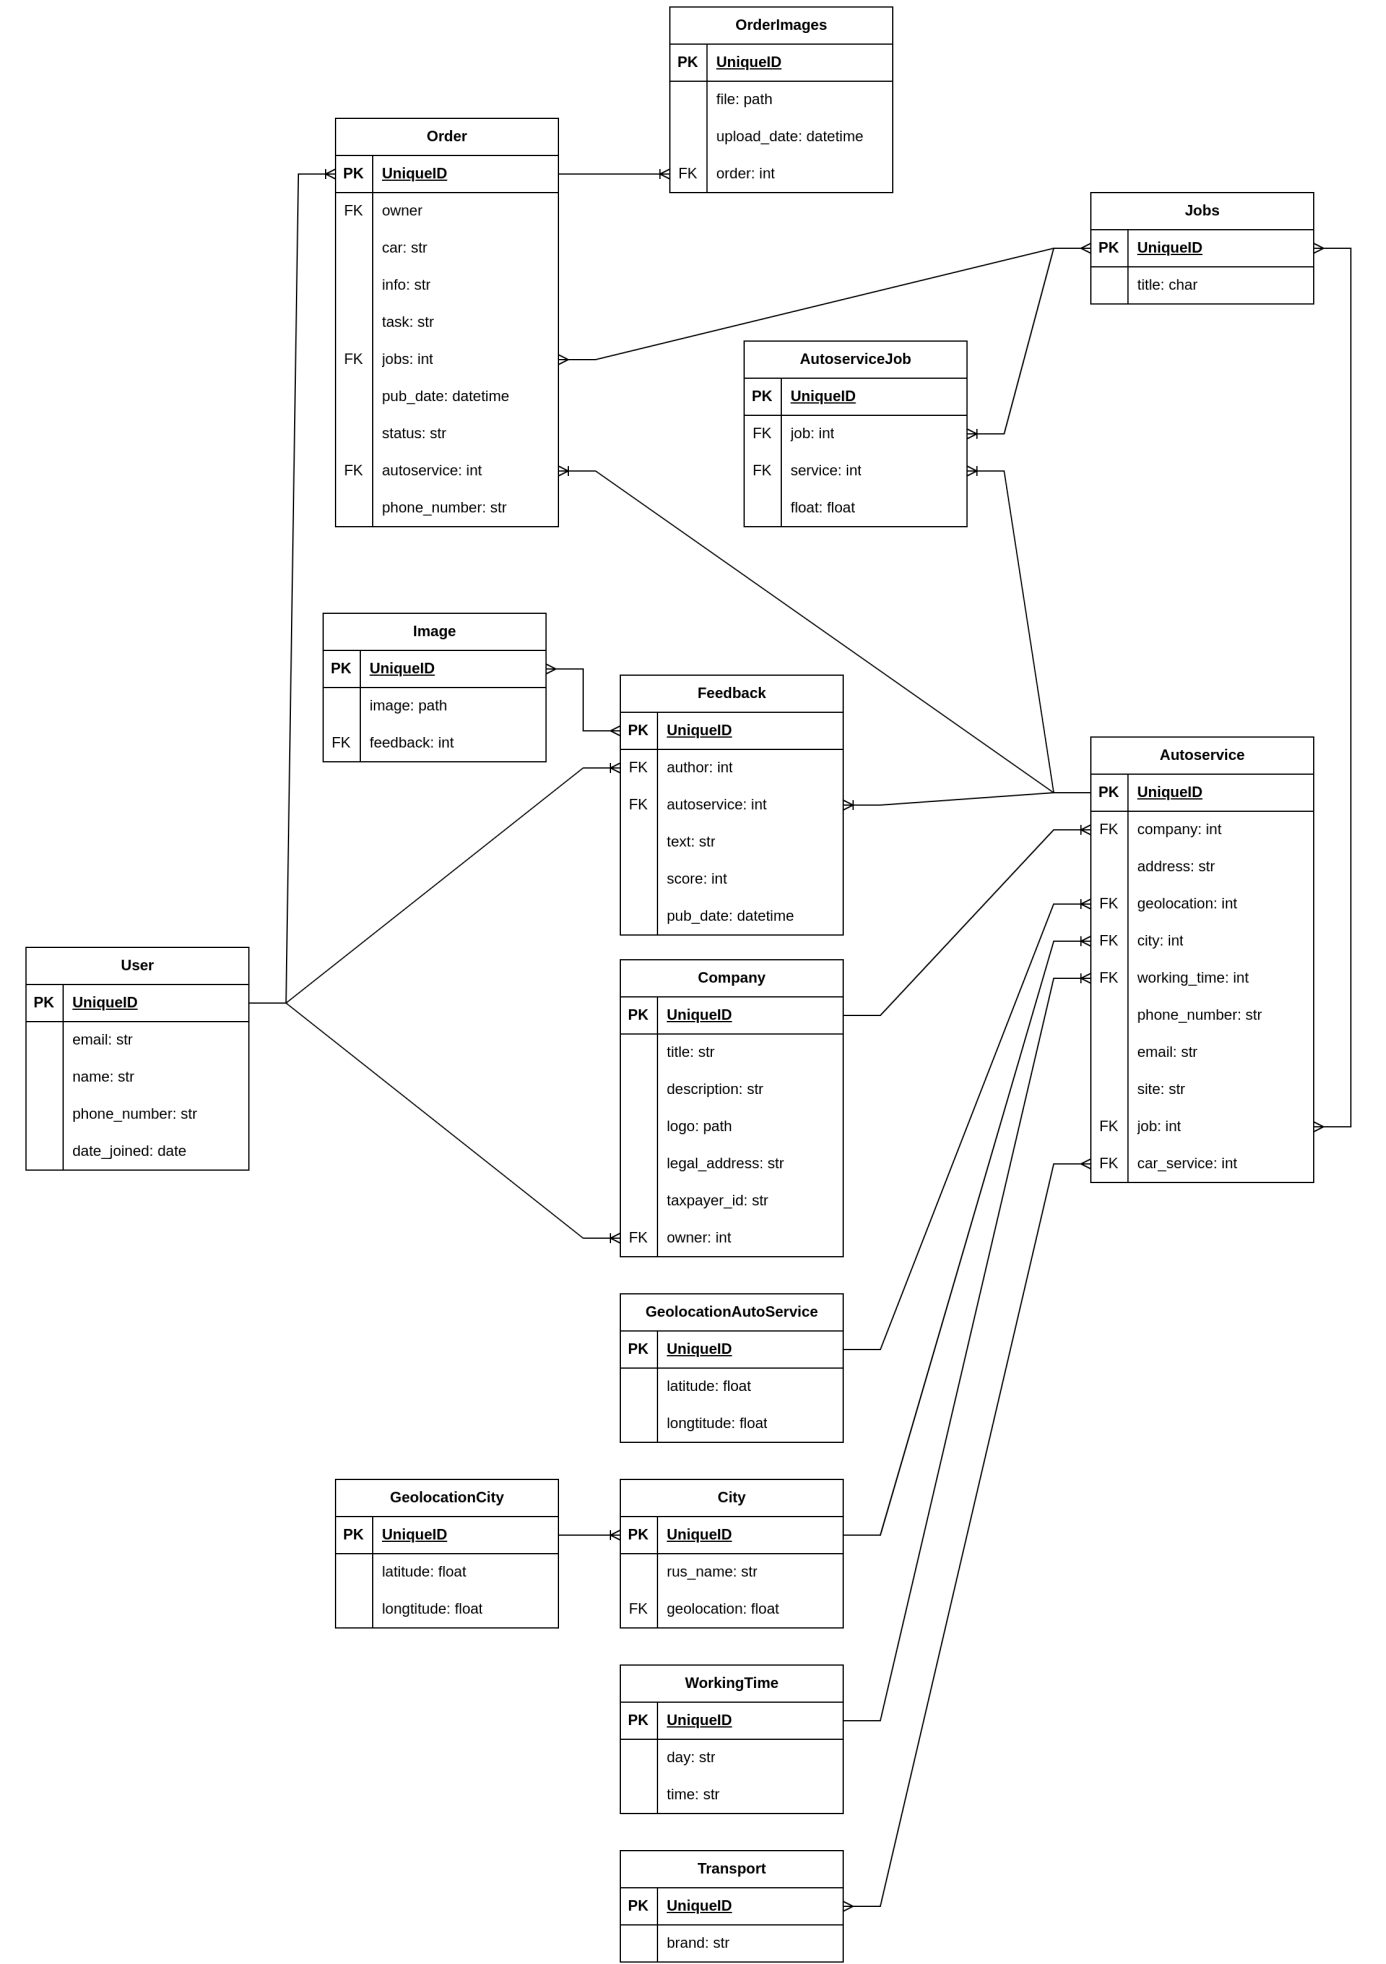 OrderImages
PK UniqueID
file: path
upload_date: datetime
FK order: int
Order
PK UniqueID
FK owner
car: str
info: str
task: str
FK jobs: int
pub_date: datetime
status: str
FK autoservice: int
phone_number: str
Jobs
PK UniqueID
title: char
AutoserviceJob
PK UniqueID
FK job: int
FK service: int
float: float
Image
PK UniqueID
image: path
FK feedback: int
Feedback
PK UniqueID
FK author: int
FK autoservice: int
text: str
score: int
pub_date: datetime
Autoservice
PK UniqueID
FK company: int
address: str
FK geolocation: int
FK city: int
FK working_time: int
phone_number: str
email: str
site: str
FK job: int
FK car_service: int
User
PK UniqueID
email: str
name: str
phone_number: str
date_joined: date
Company
PK UniqueID
title: str
description: str
logo: path
legal_address: str
taxpayer_id: str
FK owner: int
GeolocationAutoService
PK UniqueID
latitude: float
longtitude: float
GeolocationCity
PK UniqueID
latitude: float
longtitude: float
City
PK UniqueID
rus_name: str
FK geolocation: float
WorkingTime
PK UniqueID
day: str
time: str
Transport
PK UniqueID
brand: str